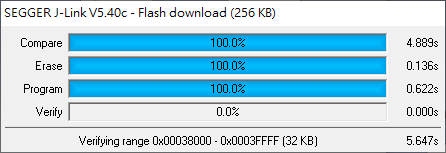 SEGGER J-Link V5.40c - Flash download (256 KB)
Compare 100.0% 4.889s
Erase 100.0% 0.136s
Program 100.0% 0.622s
Verify 0.0% 0.000s
Verifying range 0x00038000 - 0x0003FFFF (32 KB) 5.647s